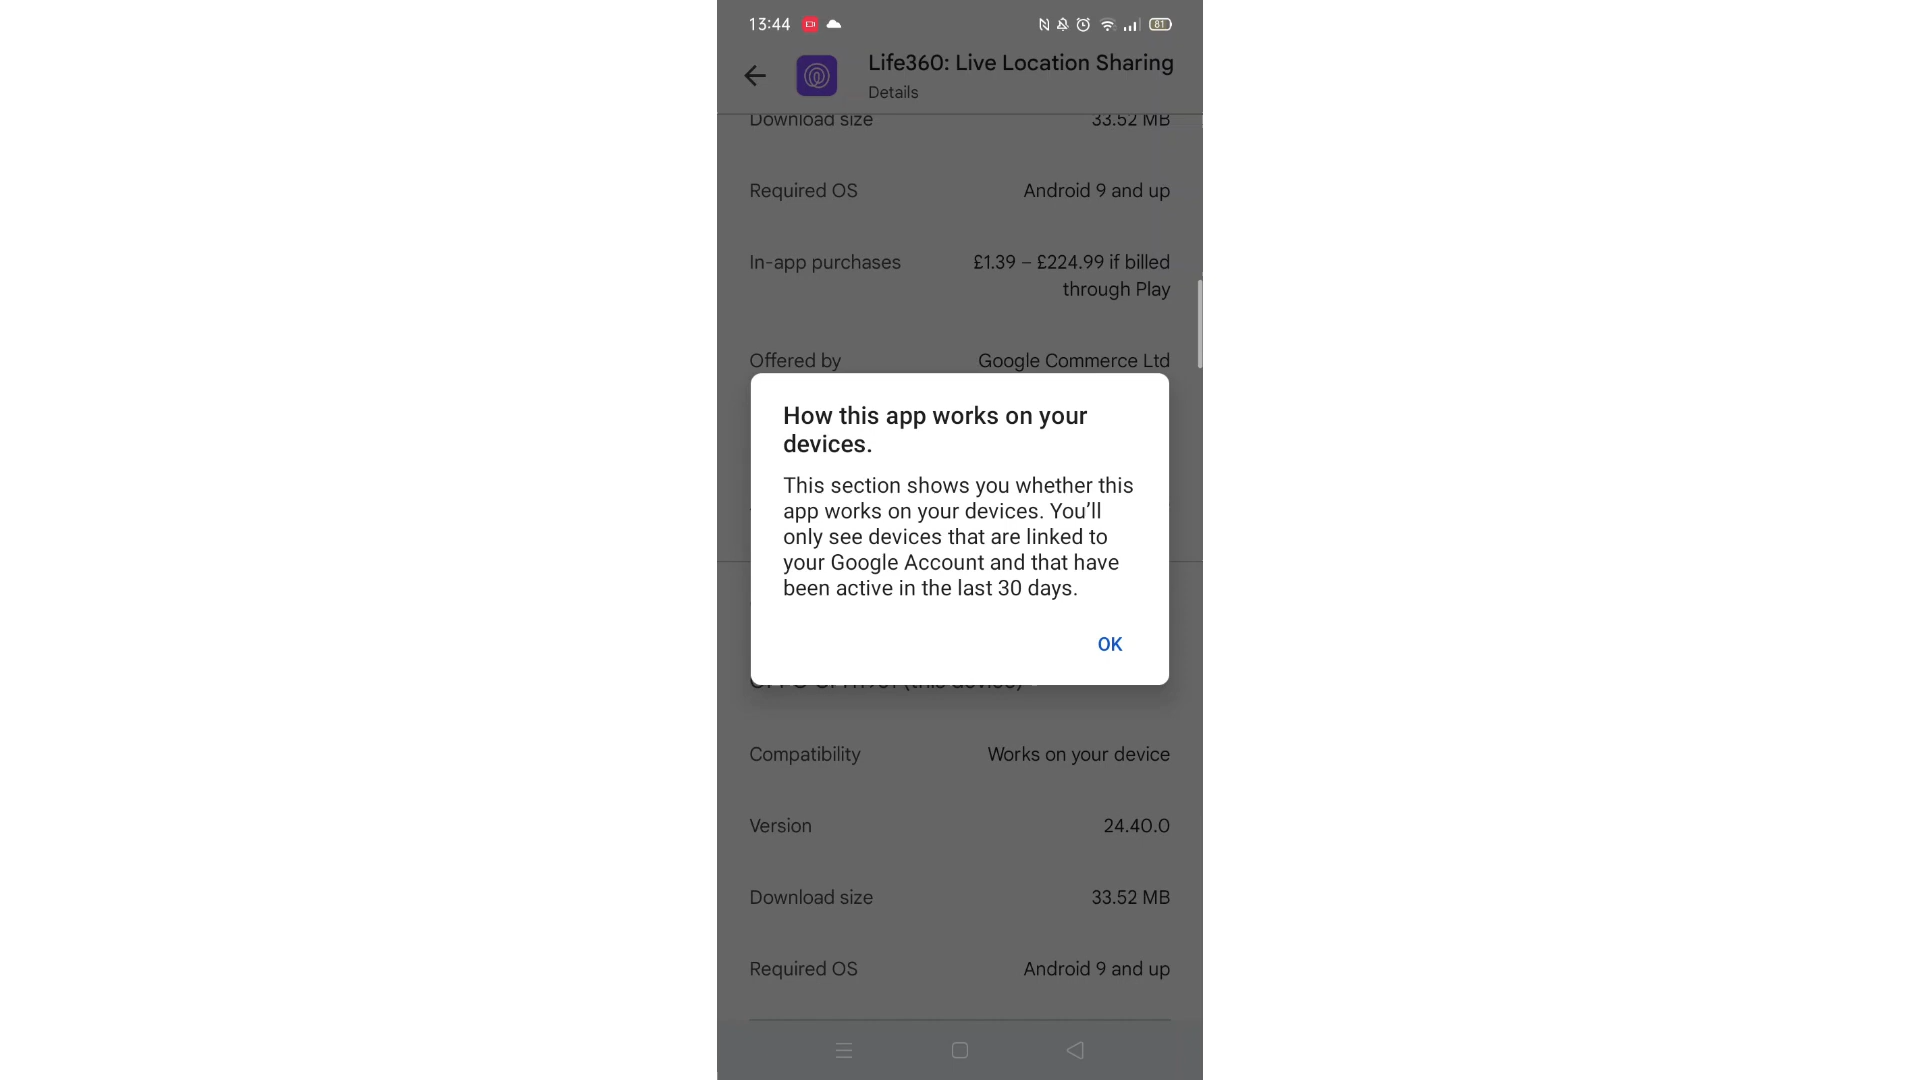 13:44
81
Life360: Live Location Sharing
Details
Download size 33.52 MB
Required OS Android 9 and up
In-app purchases £1.39 – £224.99 if billed
through Play
Offered by Google Commerce Ltd
How this app works on your
devices.
This section shows you whether this
app works on your devices. You’ll
only see devices that are linked to
your Google Account and that have
been active in the last 30 days.
OK
(this device)
Compatibility Works on your device
Version 24.40.0
Download size 33.52 MB
Required OS Android 9 and up